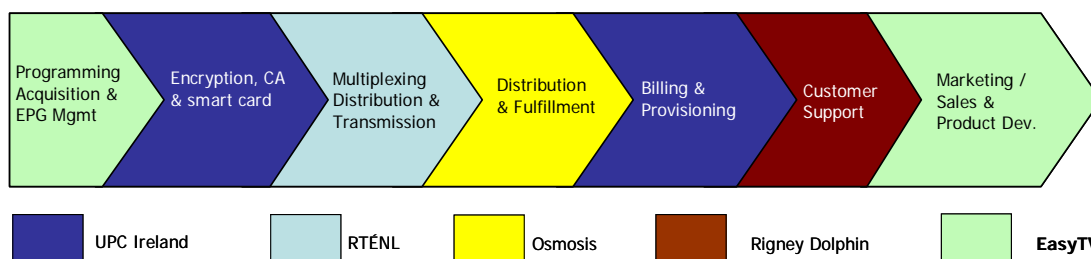 Programming
Acquisition &
EPG Mgmt
Encryption, CA
& smart card
Multiplexing
Distribution &
Transmission
Distribution
& Fulfillment
Billing &
Provisioning
Customer
Support
Marketing /
Sales &
Product Dev.
UPC Ireland
RTÉNL
Osmosis
Rigney Dolphin
EasyTV